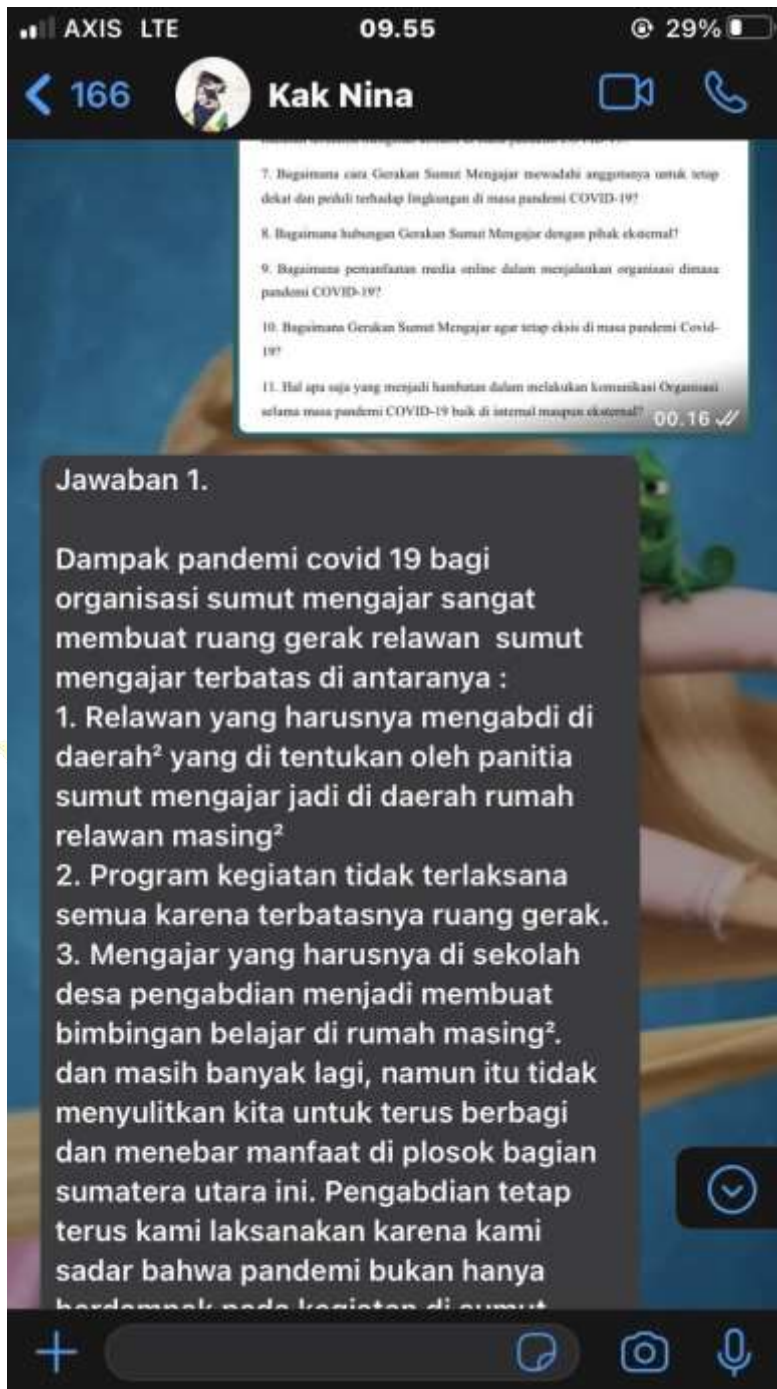 AXIS LTE 09.55 29%
166 Kak Nina
7. Bagaimana cara Gerakan Sumut Mengajar mewadahi anggotanya untuk tetap
dekat dan peduli terhadap lingkungan di masa pandemi COVID-19?
8. Bagaimana hubungan Gerakan Sumut Mengajar dengan pihak eksternal?
9. Bagaimana pemanfaatan media online dalam menjalankan organisasi dimasa
pandemi COVID-19?
10. Bagaimana Gerakan Sumut Mengajar agar tetap eksis di masa pandemi Covid-
19?
11. Hal apa saja yang menjadi hambatan dalam melakukan komunikasi Organisasi
selama masa pandemi COVID-19 baik di internal maupun eksternal?
00.16
Jawaban 1.
Dampak pandemi covid 19 bagi
organisasi sumut mengajar sangat
membuat ruang gerak relawan sumut
mengajar terbatas di antaranya :
1. Relawan yang harusnya mengabdi di
daerah² yang di tentukan oleh panitia
sumut mengajar jadi di daerah rumah
relawan masing²
2. Program kegiatan tidak terlaksana
semua karena terbatasnya ruang gerak.
3. Mengajar yang harusnya di sekolah
desa pengabdian menjadi membuat
bimbingan belajar di rumah masing².
dan masih banyak lagi, namun itu tidak
menyulitkan kita untuk terus berbagi
dan menebar manfaat di plosok bagian
sumatera utara ini. Pengabdian tetap
terus kami laksanakan karena kami
sadar bahwa pandemi bukan hanya